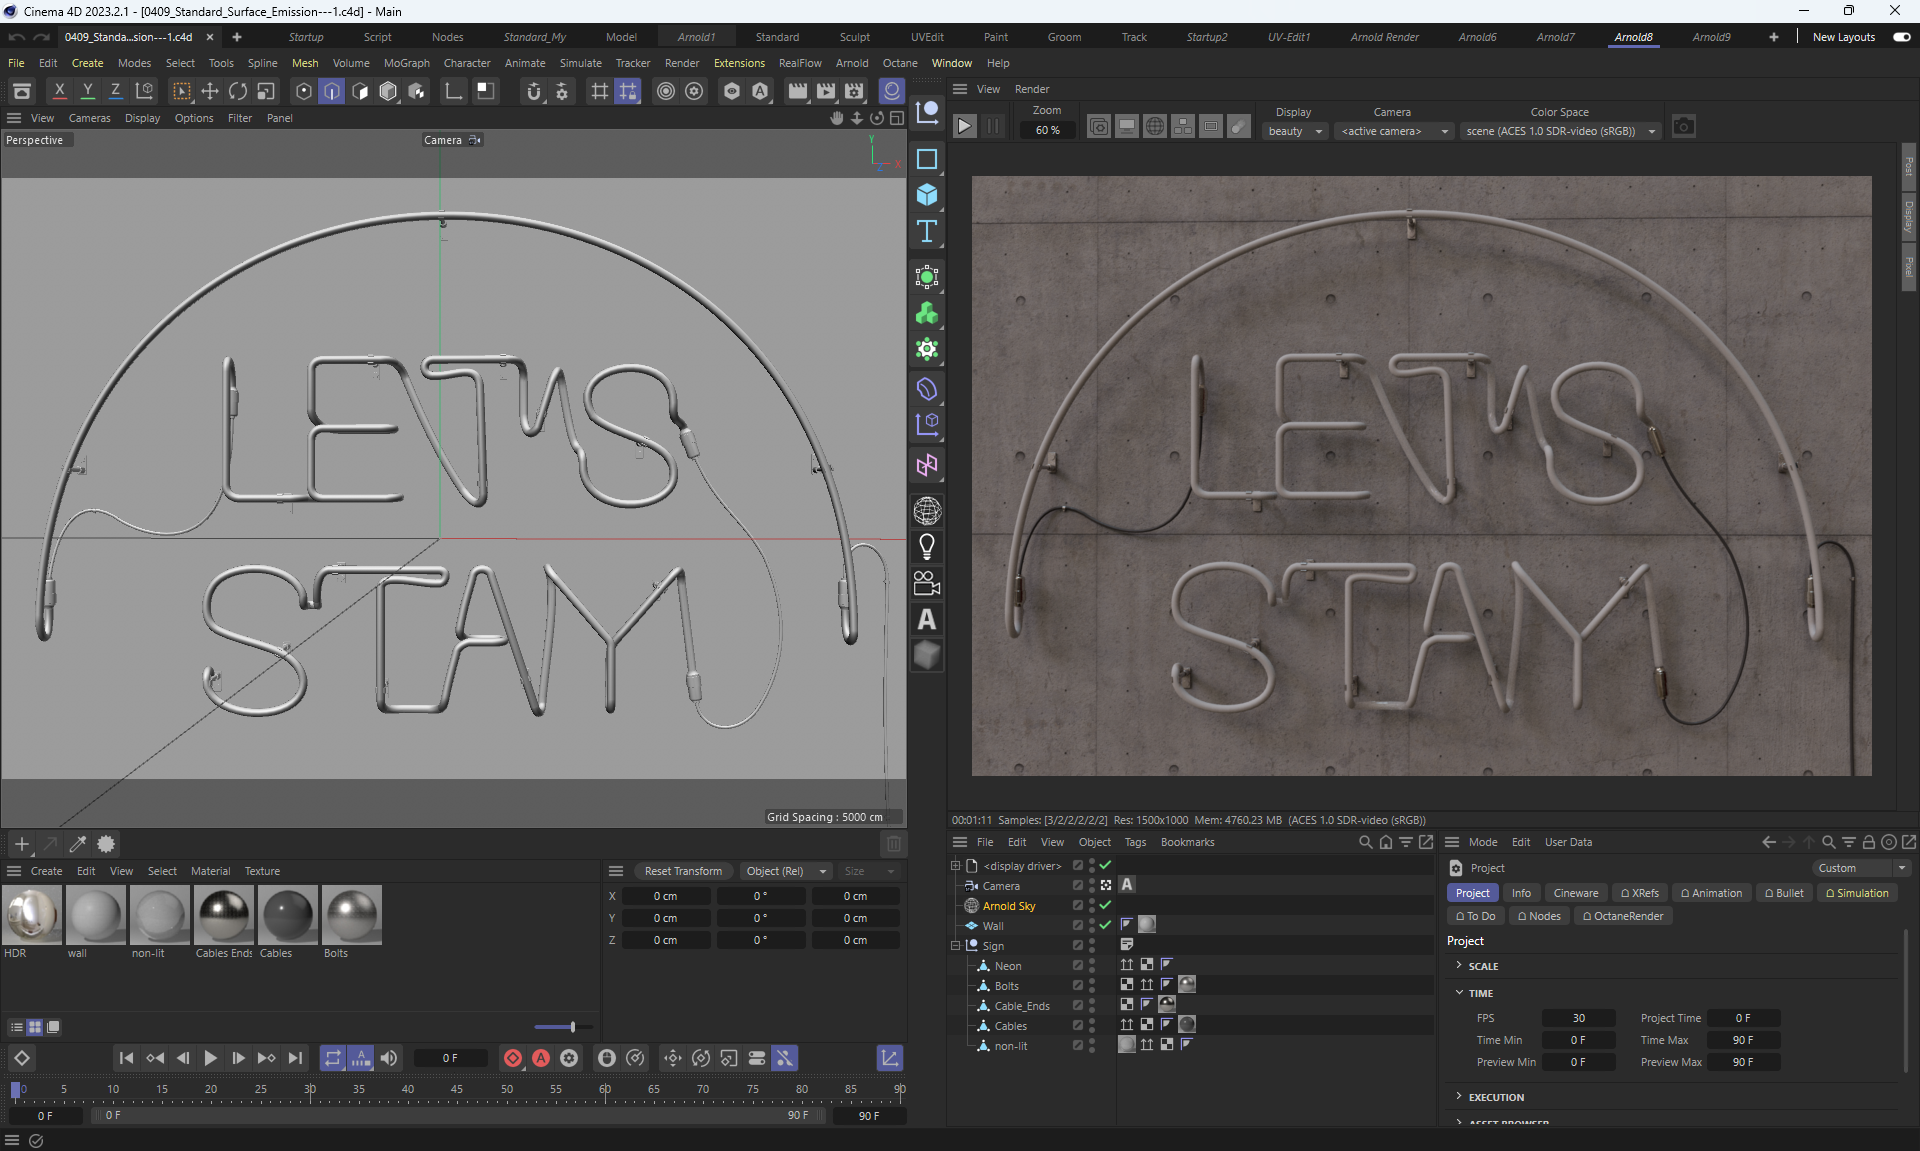 Cinema 4D 2023.2.1 - [0409_Standard_Surface_Emission---1.c4d] - Main
0409_Standa...sion---1.c4d
Startup Script Nodes Standard_My Model Arnold1 Standard Sculpt UVEdit Paint Groom Track Startup2 UV-Edit1 Arnold Render Arnold6 Arnold7 Arnold8 Arnold9 New Layouts
File Edit Create Modes Select Tools Spline Mesh Volume MoGraph Character Animate Simulate Tracker Render Extensions RealFlow Arnold Octane Window Help
X Y Z
View Render
Zoom
60 %
Display Camera Color Space
beauty <active camera> scene (ACES 1.0 SDR-video (sRGB))
View Cameras Display Options Filter Panel
Perspective
Camera
Y
X
Z
LET'S
STAY
Grid Spacing : 5000 cm
LET'S
STAY
Post
Display
Pixel
00:01:11 Samples: [3/2/2/2/2/2] Res: 1500x1000 Mem: 4760.23 MB (ACES 1.0 SDR-video (sRGB))
Create Edit View Select Material Texture
HDR
wall
non-lit
Cables Ends
Cables
Bolts
Reset Transform Object (Rel) Size
X 0 cm 0 ° 0 cm
Y 0 cm 0 ° 0 cm
Z 0 cm 0 ° 0 cm
File Edit View Object Tags Bookmarks
<display driver>
Camera
Arnold Sky
Wall
Sign
Neon
Bolts
Cable_Ends
Cables
non-lit
Mode Edit User Data
Project
Custom
Project Info Cineware XRefs Animation Bullet Simulation
To Do Nodes OctaneRender
Project
SCALE
TIME
FPS 30 Project Time 0 F
Time Min 0 F Time Max 90 F
Preview Min 0 F Preview Max 90 F
EXECUTION
ASSET BROWSER
0 F
0 5 10 15 20 25 30 35 40 45 50 55 60 65 70 75 80 85 90
0 F 0 F 90 F 90 F